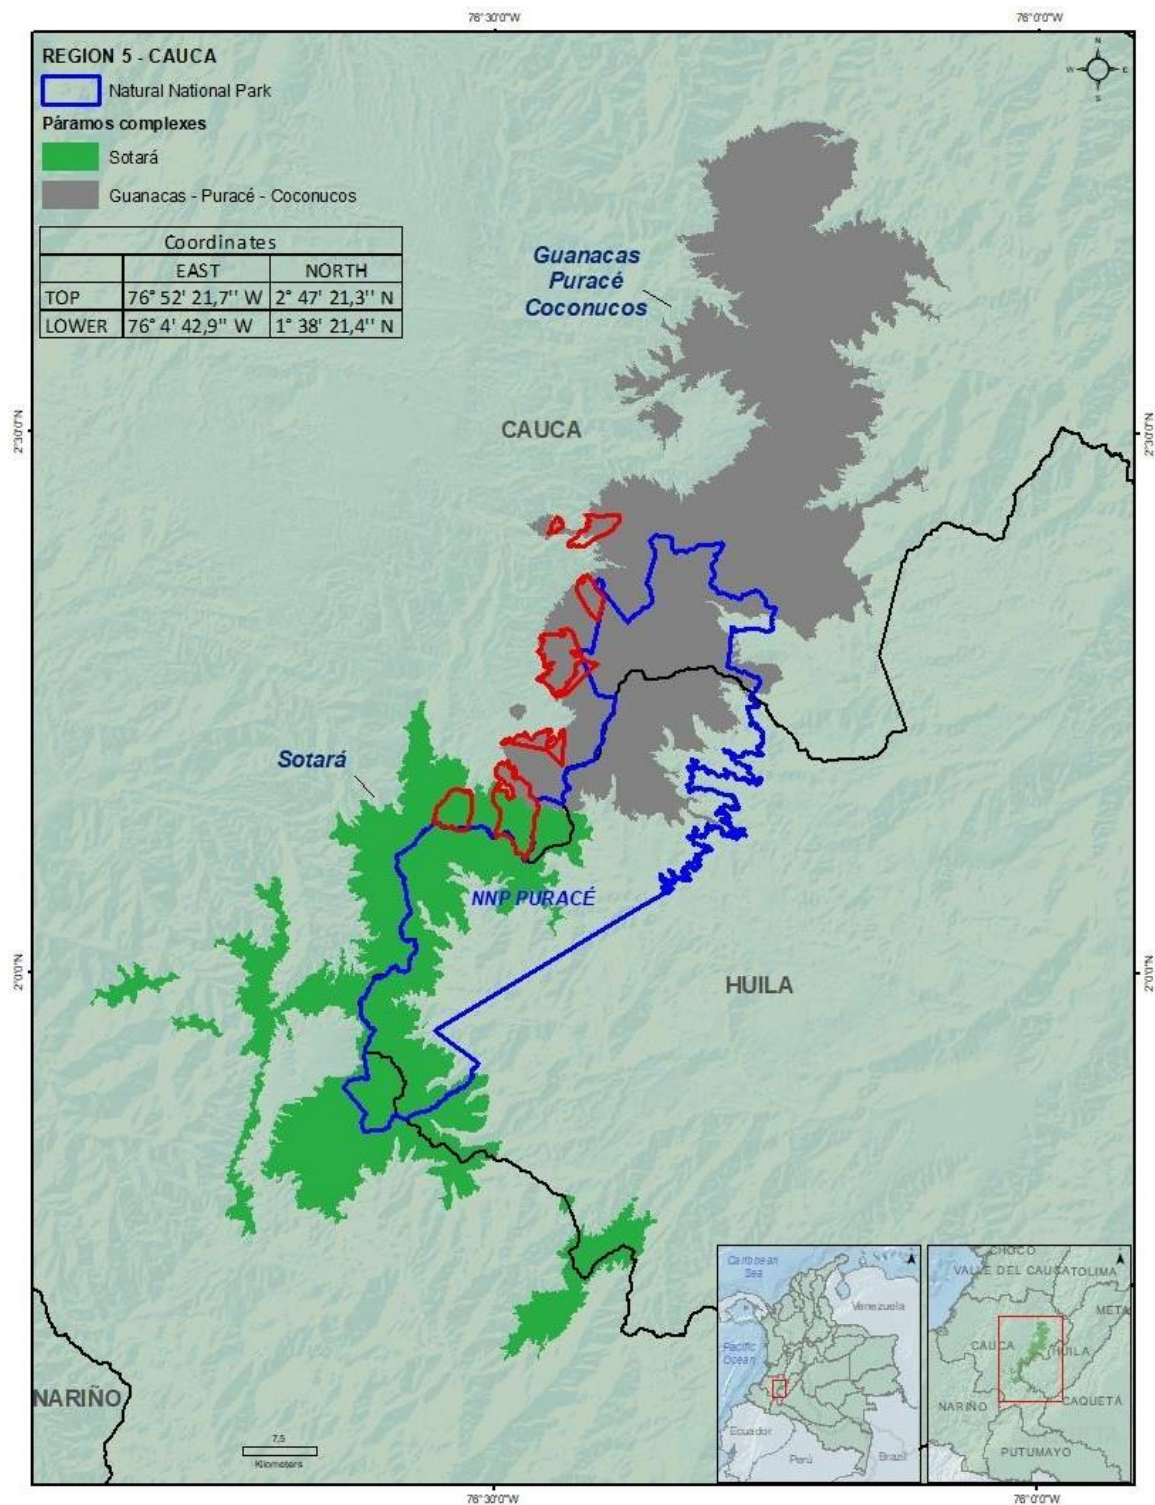 76°30'0"W
76°0'0"W
REGION 5 - CAUCA
Natural National Park
Páramos complexes
Sotará
Guanacas - Puracé - Coconucos
Coordinates
EAST NORTH
TOP 76° 52' 21,7'' W 2° 47' 21,3'' N
LOWER 76° 4' 42,9'' W 1° 38' 21,4'' N
N
W E
S
Guanacas
Puracé
Coconucos
CAUCA
2°30'0"N
2°30'0"N
Sotará
NNP PURACÉ
HUILA
2°0'0"N
2°0'0"N
NARIÑO
7,5
Kilometers
Caribbean
Sea
Venezuela
Pacific
Ocean
Ecuador
Perú
Brazil
CHOCO
VALLE DEL CAUCA TOLIMA
META
CAUCA
HUILA
NARIÑO
CAQUETÁ
PUTUMAYO
76°30'0"W
76°0'0"W